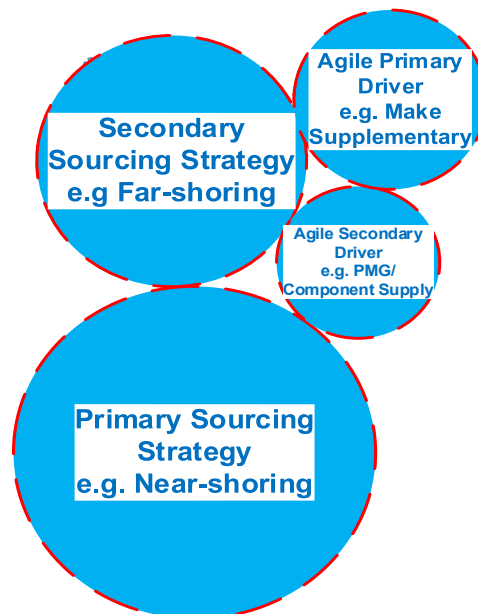 Secondary
Sourcing Strategy
e.g Far-shoring
Agile Primary
Driver
e.g. Make
Supplementary
Agile Secondary
Driver
e.g. PMG/
Component Supply
Primary Sourcing
Strategy
e.g. Near-shoring